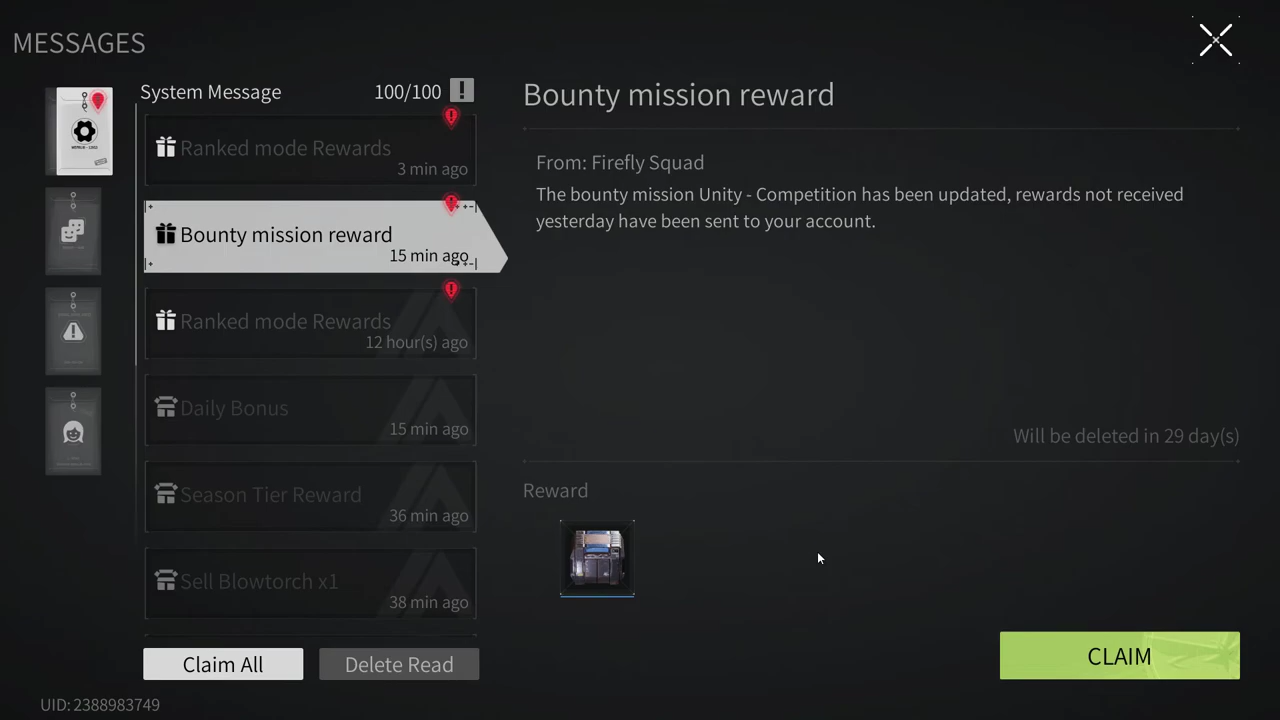 MESSAGES
System Message 100/100
Ranked mode Rewards
3 min ago
Bounty mission reward
15 min ago
Ranked mode Rewards
12 hour(s) ago
Daily Bonus
15 min ago
Season Tier Reward
36 min ago
Sell Blowtorch x1
38 min ago
Claim All
Delete Read
UID: 2388983749
Bounty mission reward
From: Firefly Squad
The bounty mission Unity - Competition has been updated, rewards not received
yesterday have been sent to your account.
Will be deleted in 29 day(s)
Reward
CLAIM